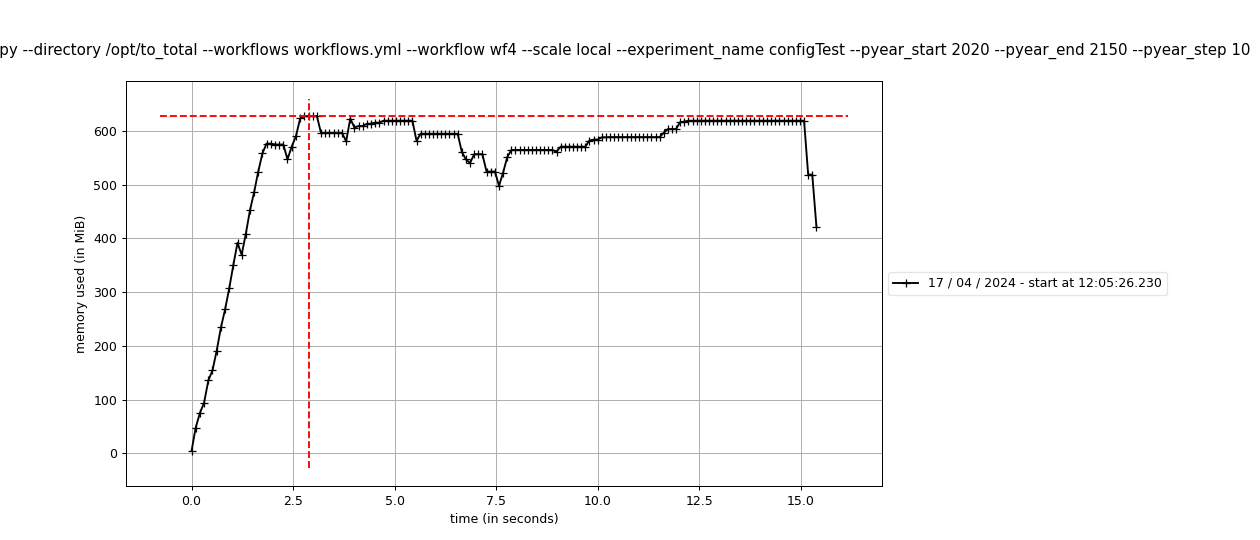 py --directory /opt/to_total --workflows workflows.yml --workflow wf4 --scale local --experiment_name configTest --pyear_start 2020 --pyear_end 2150 --pyear_step 10
600
500
400
300
200
100
0
memory used (in MiB)
0.0 2.5 5.0 7.5 10.0 12.5 15.0
time (in seconds)
17 / 04 / 2024 - start at 12:05:26.230